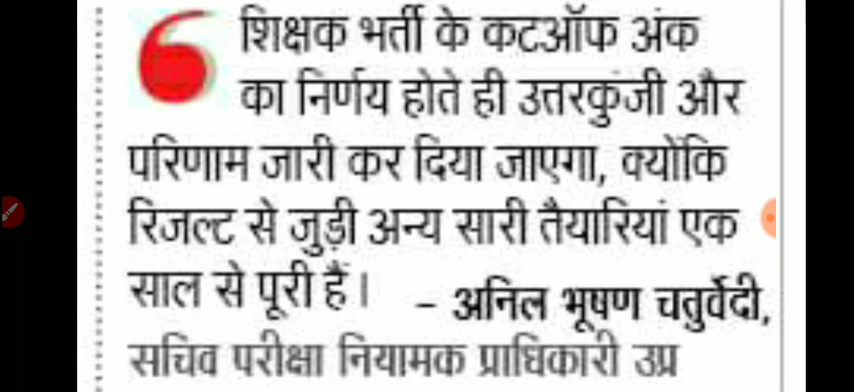 शिक्षक भर्ती के कटऑफ अंक
का निर्णय होते ही उत्तरकुंजी और
परिणाम जारी कर दिया जाएगा, क्योंकि
रिजल्ट से जुड़ी अन्य सारी तैयारियां एक
साल से पूरी हैं। - अनिल भूषण चतुर्वेदी,
सचिव परीक्षा नियामक प्राधिकारी उप्र